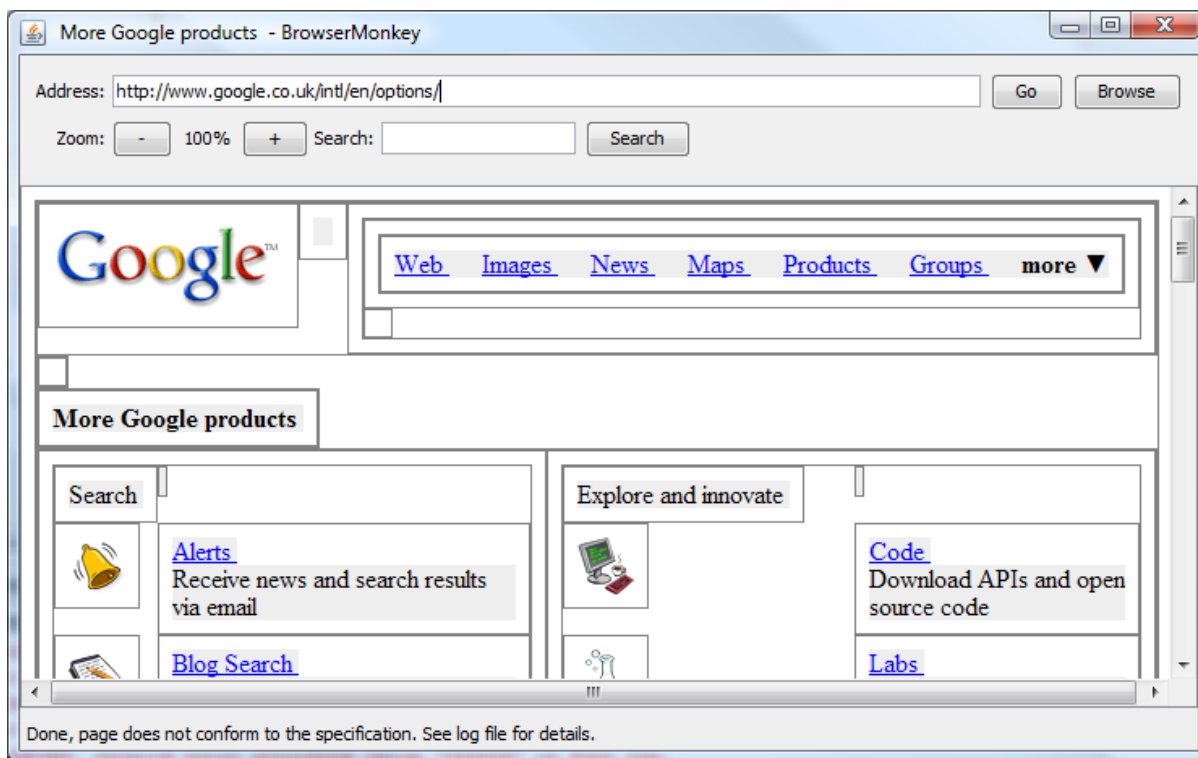 More Google products - BrowserMonkey
Address: http://www.google.co.uk/intl/en/options/ Go Browse
Zoom: - 100% + Search: Search
Google™ Web Images News Maps Products Groups more ▼
More Google products
Search
Alerts
Receive news and search results
via email
Blog Search
Explore and innovate
Code
Download APIs and open
source code
Labs
Done, page does not conform to the specification. See log file for details.